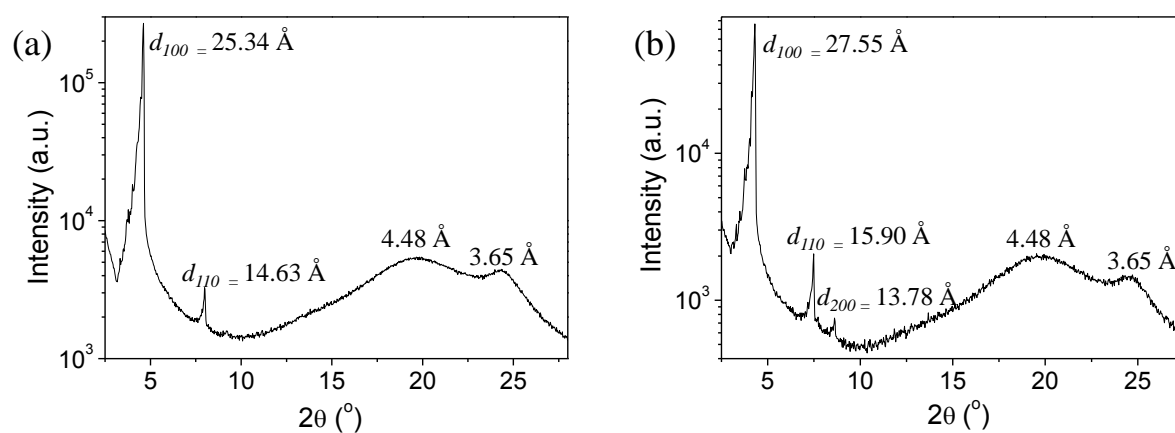 (a)
d100 = 25.34 Å
d110 = 14.63 Å
4.48 Å
3.65 Å
10^5
10^4
10^3
Intensity (a.u.)
5 10 15 20 25
2θ (o)
(b)
d100 = 27.55 Å
d110 = 15.90 Å
d200 = 13.78 Å
4.48 Å
3.65 Å
10^4
10^3
Intensity (a.u.)
5 10 15 20 25
2θ (o)